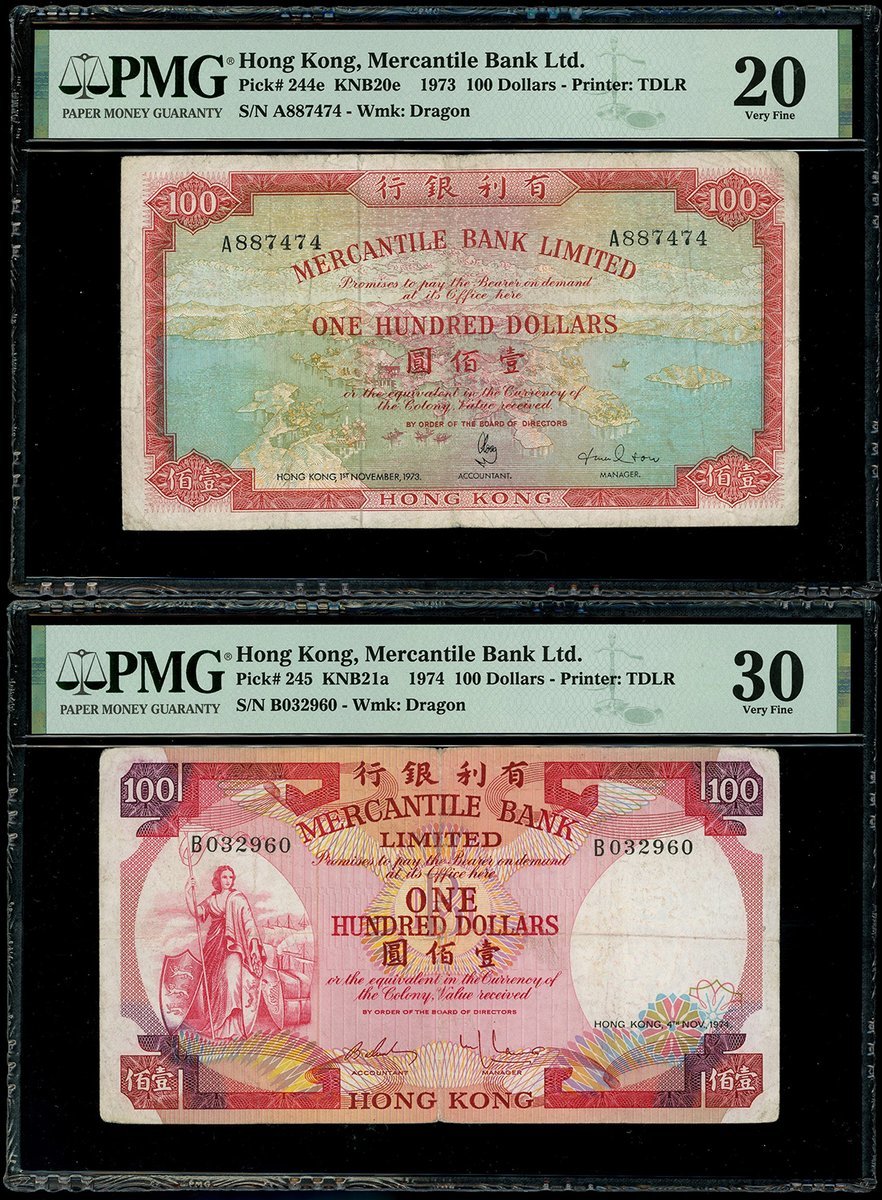 PMG®
PAPER MONEY GUARANTY
Hong Kong, Mercantile Bank Ltd.
Pick# 244e KNB20e 1973 100 Dollars - Printer: TDLR
S/N A887474 - Wmk: Dragon
20
Very Fine
行銀利有
100
100
A887474
A887474
MERCANTILE BANK LIMITED
Promises to pay the Bearer on demand
at its Office here
ONE HUNDRED DOLLARS
圓佰壹
or the equivalent in the Currency of
the Colony, Value received.
BY ORDER OF THE BOARD OF DIRECTORS
HONG KONG, 1ST NOVEMBER, 1973.
ACCOUNTANT.
MANAGER.
佰壹
HONG KONG
佰壹
PMG®
PAPER MONEY GUARANTY
Hong Kong, Mercantile Bank Ltd.
Pick# 245 KNB21a 1974 100 Dollars - Printer: TDLR
S/N B032960 - Wmk: Dragon
30
Very Fine
行銀利有
100
100
MERCANTILE BANK
LIMITED
B032960
B032960
Promises to pay the Bearer on demand
at its Office here
ONE
HUNDRED DOLLARS
圓佰壹
or the equivalent in the Currency of
the Colony, Value received
BY ORDER OF THE BOARD OF DIRECTORS
HONG KONG, 4TH NOV, 1974.
ACCOUNTANT
MANAGER
佰壹
HONG KONG
佰壹